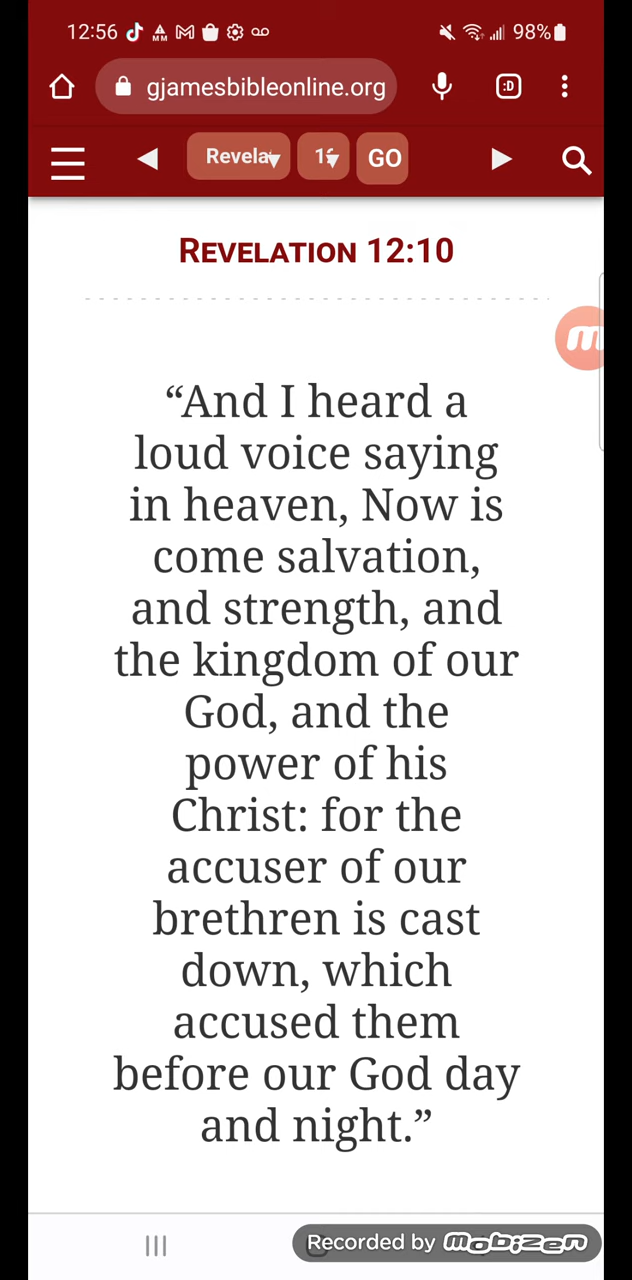 12:56 98%
gjamesbibleonline.org :D
Revela GO
REVELATION 12:10
“And I heard a
loud voice saying
in heaven, Now is
come salvation,
and strength, and
the kingdom of our
God, and the
power of his
Christ: for the
accuser of our
brethren is cast
down, which
accused them
before our God day
and night.”
Recorded by mobizen